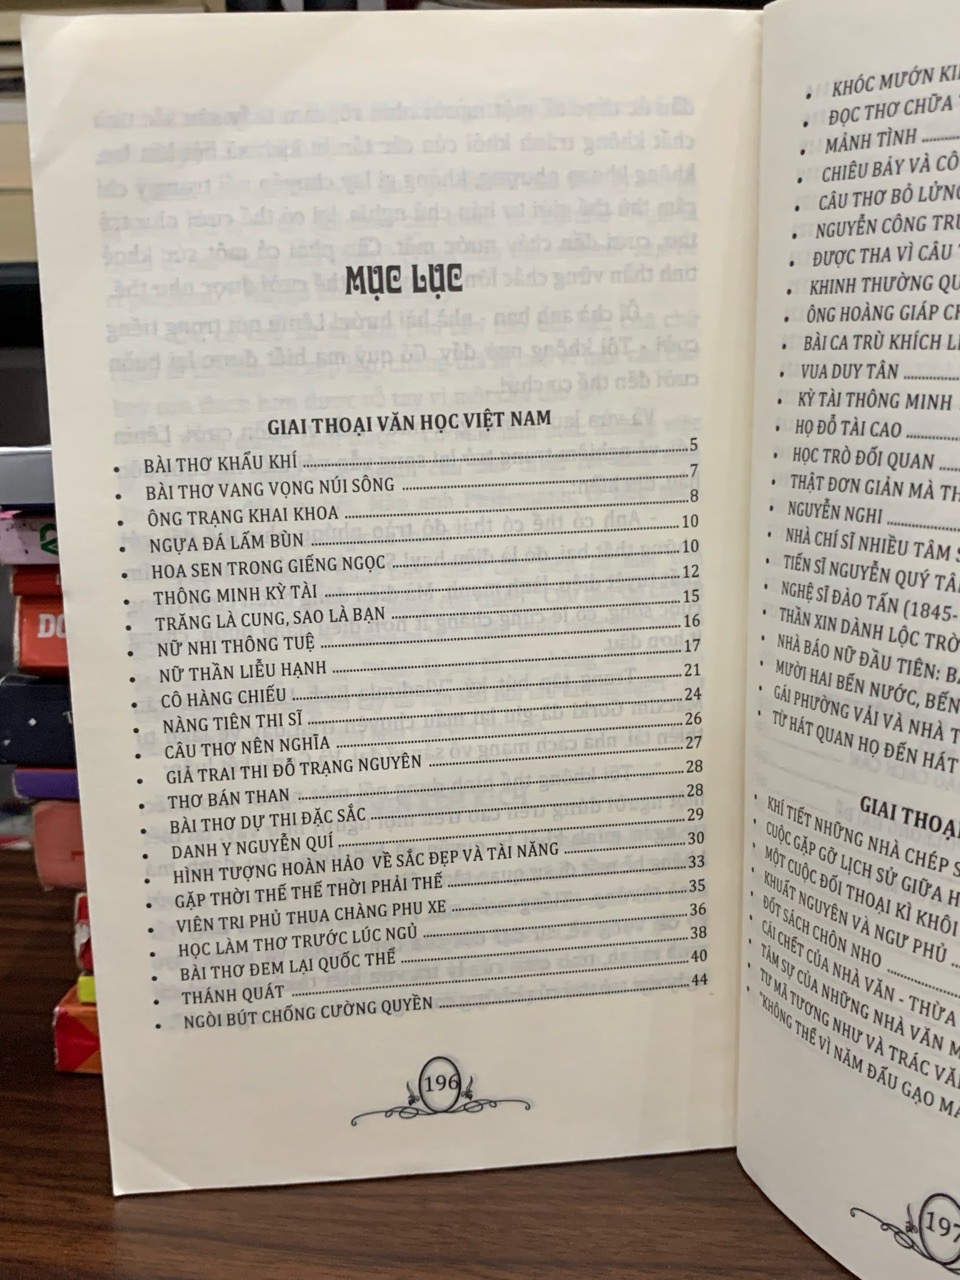 MỤC LỤC
GIAI THOẠI VĂN HỌC VIỆT NAM
• BÀI THƠ KHẨU KHÍ ........ 5
• BÀI THƠ VANG VỌNG NÚI SÔNG ........ 7
• ÔNG TRẠNG KHAI KHOA ........ 8
• NGỰA ĐÁ LẤM BÙN ........ 10
• HOA SEN TRONG GIẾNG NGỌC ........ 10
• THÔNG MINH KỲ TÀI ........ 12
• TRĂNG LÀ CUNG, SAO LÀ BẠN ........ 15
• NỮ NHI THÔNG TUỆ ........ 16
• NỮ THẦN LIỄU HẠNH ........ 17
• CÔ HÀNG CHIẾU ........ 21
• NÀNG TIÊN THI SĨ ........ 24
• CÂU THƠ NÊN NGHĨA ........ 26
• GIẢ TRAI THI ĐỖ TRẠNG NGUYÊN ........ 27
• THƠ BÁN THAN ........ 28
• BÀI THƠ DỰ THI ĐẶC SẮC ........ 28
• DANH Y NGUYỄN QUÍ ........ 29
• HÌNH TƯỢNG HOÀN HẢO VỀ SẮC ĐẸP VÀ TÀI NĂNG ........ 30
• GẶP THỜI THẾ THẾ THỜI PHẢI THẾ ........ 33
• VIÊN TRI PHỦ THUA CHÀNG PHU XE ........ 35
• HỌC LÀM THƠ TRƯỚC LÚC NGỦ ........ 36
• BÀI THƠ ĐEM LẠI QUỐC THỂ ........ 38
• THÁNH QUÁT ........ 40
• NGÒI BÚT CHỐNG CƯỜNG QUYỀN ........ 44
196
• KHÓC MƯỚN
• ĐỌC THƠ CHỮA
• MẢNH TÌNH ........
• CHIÊU BẢY VÀ
• CÂU THƠ BỎ LỬNG
• NGUYỄN CÔNG
• ĐƯỢC THA VÌ CÂU
• KHINH THƯỜNG
• ÔNG HOÀNG GIÁP
• BÀI CA TRÙ KHÍCH
• VUA DUY TÂN ........
• KỲ TÀI THÔNG MINH
• HỌ ĐỖ TÀI CAO ........
• HỌC TRÒ ĐỐI QUAN ........
• THẬT ĐƠN GIẢN MÀ
• NGUYỄN NGHI ........
• NHÀ CHÍ SĨ NHIỀU TÂM
• TIẾN SĨ NGUYỄN QUÝ
• NGHỆ SĨ ĐÀO TẤN (1845-
• THẦN XIN DÀNH LỘC
• NHÀ BÁO NỮ ĐẦU TIÊN:
• MƯỜI HAI BẾN NƯỚC, BẾN
• GÁI PHƯỜNG VẢI VÀ NHÀ
• TỪ HÁT QUAN HỌ ĐẾN HÁT
GIAI
• KHÍ TIẾT NHỮNG NHÀ CHÉP
• CUỘC GẶP GỠ LỊCH SỬ GIỮA
• MỘT CUỘC ĐỐI THOẠI KÌ KHÔI
• KHUẤT NGUYÊN VÀ NGƯ PHỦ ...
• ĐỐT SÁCH CHÔN NHO ........
• CÁI CHẾT CỦA NHÀ VĂN - THỪA
• TÂM SỰ CỦA NHỮNG NHÀ VĂN
• TƯ MÃ TƯƠNG NHƯ VÀ TRÁC
• "KHÔNG THỂ VÌ NĂM ĐẤU GẠO
197